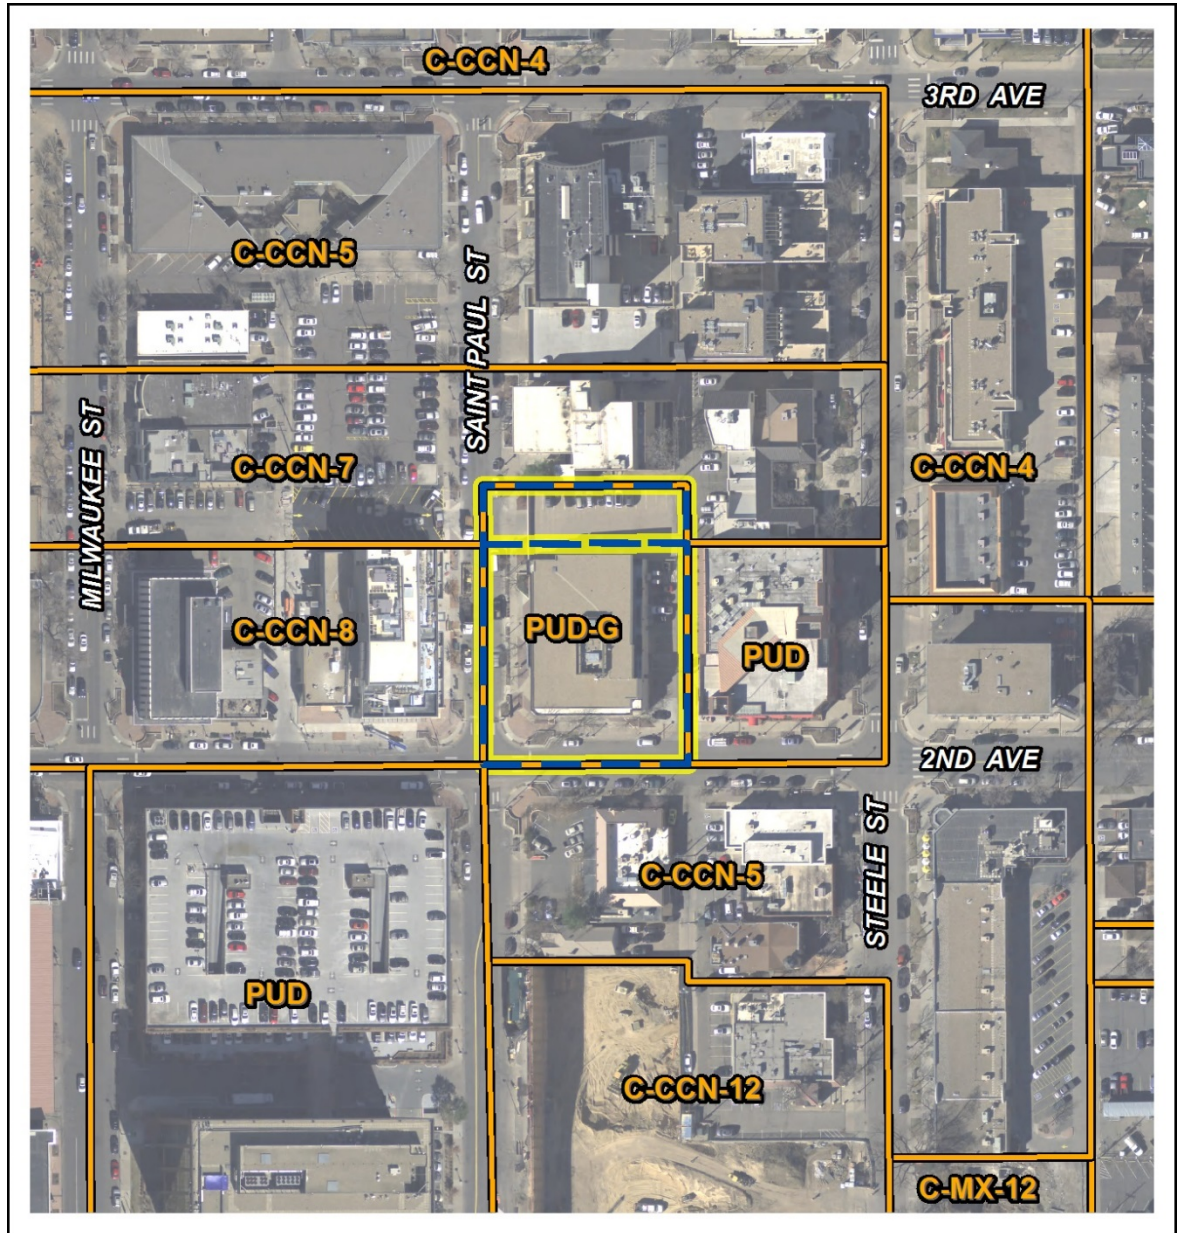 C-CCN-4
3RD AVE
C-CCN-5
SAINT PAUL ST
MILWAUKEE ST
C-CCN-7
C-CCN-4
C-CCN-8
PUD-G
PUD
2ND AVE
C-CCN-5
STEELE ST
PUD
C-CCN-12
C-MX-12